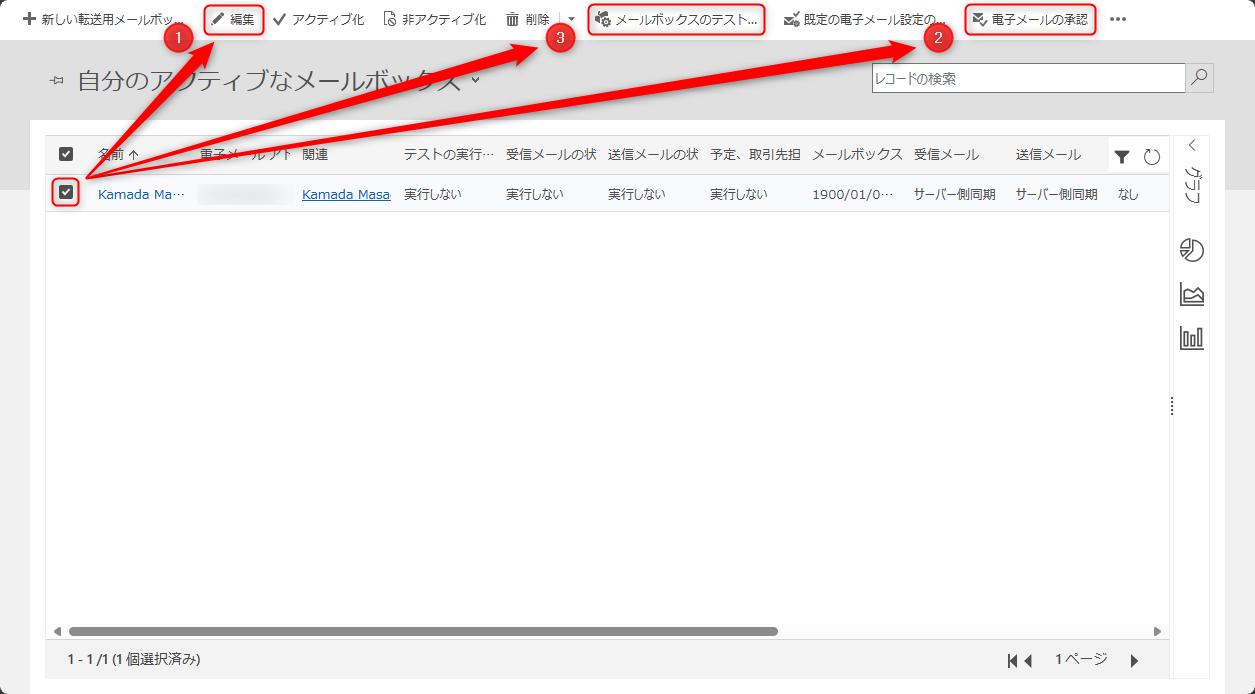 新しい転送用メールボッ... 編集 アクティブ化 非アクティブ化 削除 メールボックスのテスト... 既定の電子メール設定の... 電子メールの承認
1 3 2
自分のアクティブなメールボックス
レコードの検索
名前 電子メール アド 関連 テストの実行… 受信メールの状 送信メールの状 予定、取引先担 メールボックス 受信メール 送信メール
Kamada Ma… Kamada Masa 実行しない 実行しない 実行しない 実行しない 1900/01/0… サーバー側同期 サーバー側同期 なし
グラフ
1 - 1 /1 (1 個選択済み) 1 ページ